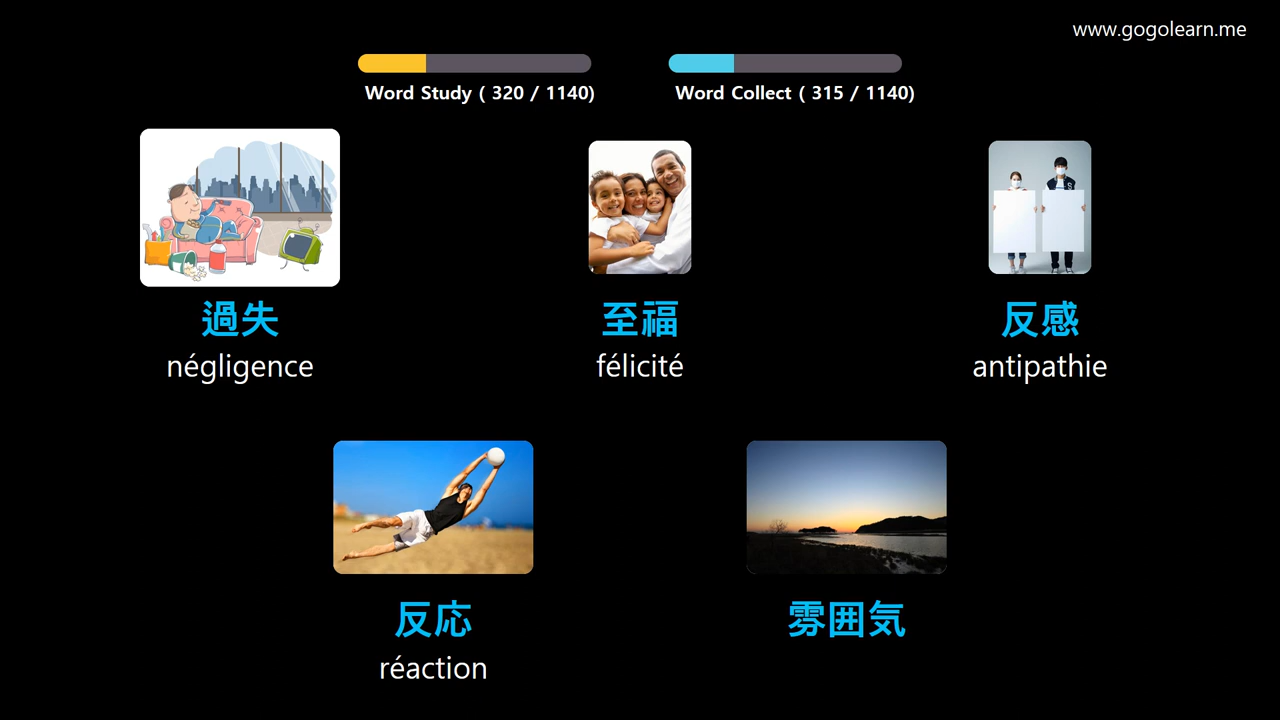 www.gogolearn.me
Word Study ( 320 / 1140)
Word Collect ( 315 / 1140)
過失
négligence
至福
félicité
反感
antipathie
反応
réaction
雰囲気